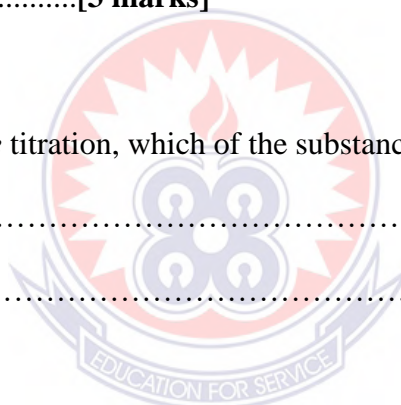 ...........[3 marks]
titration, which of the substanc
……………………………………
……………………………………
EDUCATION FOR SERVICE